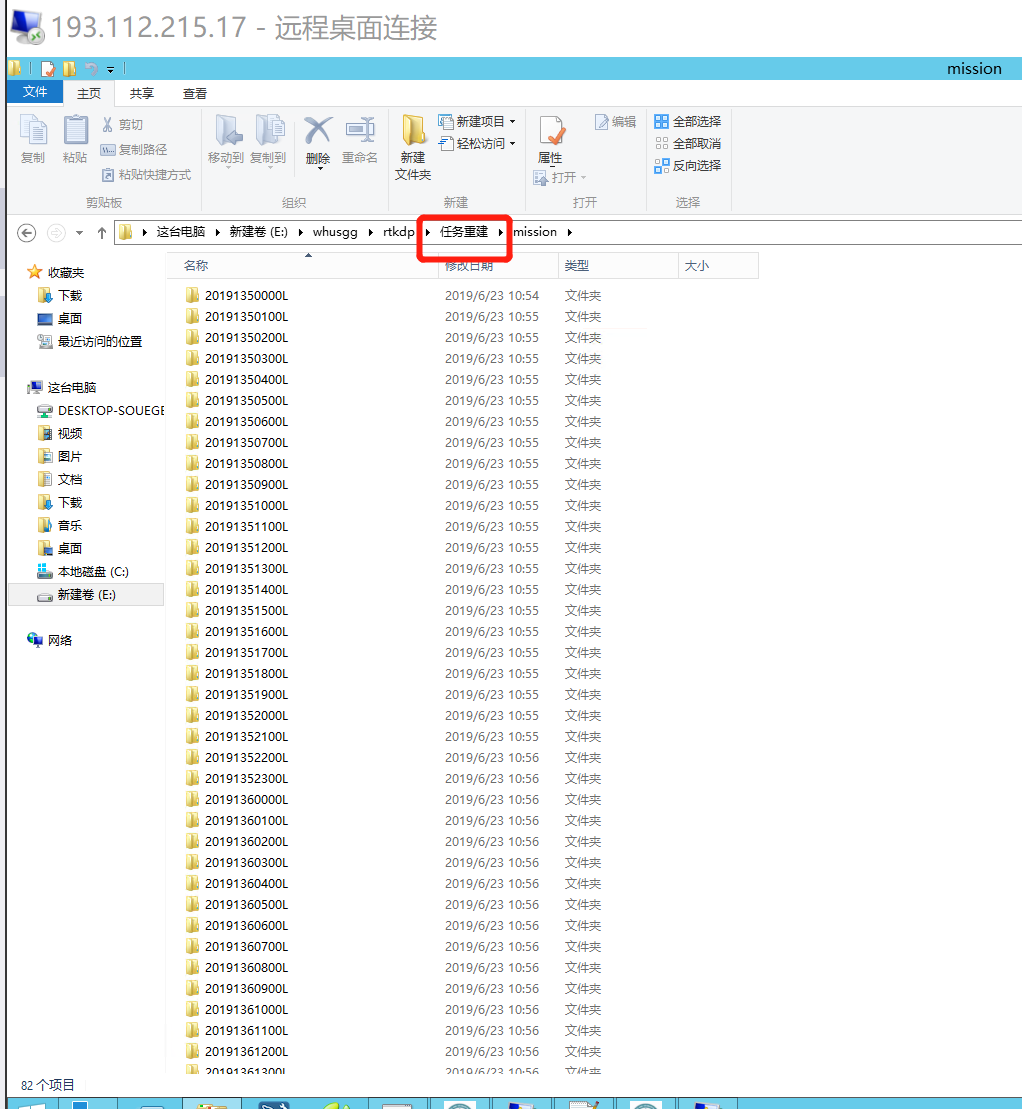 193.112.215.17 - 远程桌面连接
mission
文件 主页 共享 查看
复制 粘贴 剪切 复制路径 粘贴快捷方式
移动到 复制到 删除 重命名
新建文件夹 新建项目 轻松访问
属性 打开 编辑
全部选择 全部取消 反向选择
剪贴板 组织 新建 打开 选择
这台电脑 新建卷 (E:) whusgg rtkdp 任务重建 mission
名称 修改日期 类型 大小
收藏夹
下载
桌面
最近访问的位置
这台电脑
DESKTOP-SOUEGE
视频
图片
文档
下载
音乐
桌面
本地磁盘 (C:)
新建卷 (E:)
网络
20191350000L 2019/6/23 10:54 文件夹
20191350100L 2019/6/23 10:55 文件夹
20191350200L 2019/6/23 10:55 文件夹
20191350300L 2019/6/23 10:55 文件夹
20191350400L 2019/6/23 10:55 文件夹
20191350500L 2019/6/23 10:55 文件夹
20191350600L 2019/6/23 10:55 文件夹
20191350700L 2019/6/23 10:55 文件夹
20191350800L 2019/6/23 10:55 文件夹
20191350900L 2019/6/23 10:55 文件夹
20191351000L 2019/6/23 10:55 文件夹
20191351100L 2019/6/23 10:55 文件夹
20191351200L 2019/6/23 10:55 文件夹
20191351300L 2019/6/23 10:55 文件夹
20191351400L 2019/6/23 10:55 文件夹
20191351500L 2019/6/23 10:55 文件夹
20191351600L 2019/6/23 10:55 文件夹
20191351700L 2019/6/23 10:55 文件夹
20191351800L 2019/6/23 10:55 文件夹
20191351900L 2019/6/23 10:55 文件夹
20191352000L 2019/6/23 10:55 文件夹
20191352100L 2019/6/23 10:55 文件夹
20191352200L 2019/6/23 10:56 文件夹
20191352300L 2019/6/23 10:56 文件夹
20191360000L 2019/6/23 10:56 文件夹
20191360100L 2019/6/23 10:56 文件夹
20191360200L 2019/6/23 10:56 文件夹
20191360300L 2019/6/23 10:56 文件夹
20191360400L 2019/6/23 10:56 文件夹
20191360500L 2019/6/23 10:56 文件夹
20191360600L 2019/6/23 10:56 文件夹
20191360700L 2019/6/23 10:56 文件夹
20191360800L 2019/6/23 10:56 文件夹
20191360900L 2019/6/23 10:56 文件夹
20191361000L 2019/6/23 10:56 文件夹
20191361100L 2019/6/23 10:56 文件夹
20191361200L 2019/6/23 10:56 文件夹
20191361300L 2019/6/23 10:56 文件夹
82 个项目